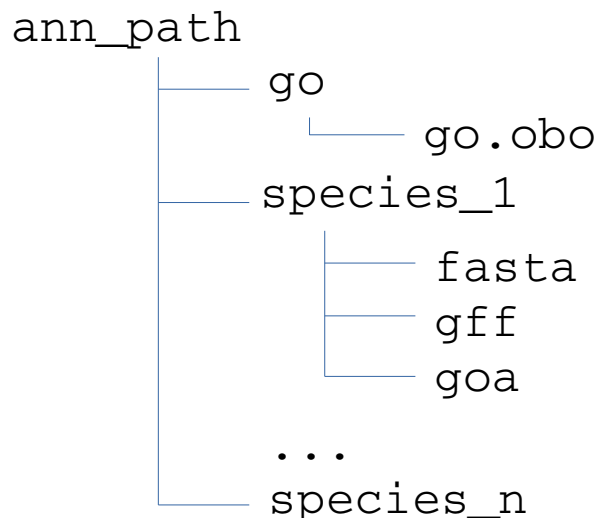 ann_path
go
go.obo
species_1
fasta
gff
goa
...
species_n